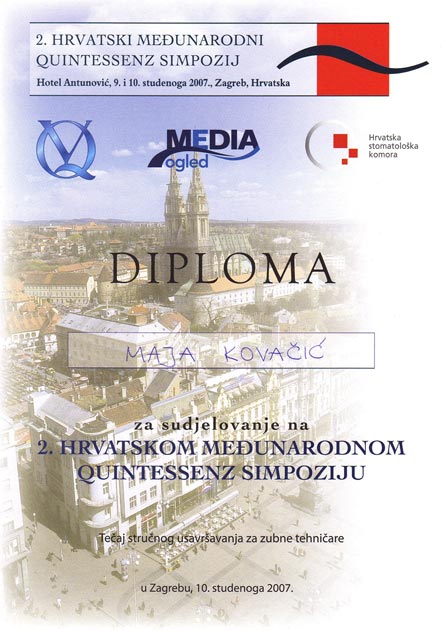 2. HRVATSKI MEĐUNARODNI
QUINTESSENZ SIMPOZIJ
Hotel Antunović, 9. i 10. studenoga 2007., Zagreb, Hrvatska
QV
MEDIA
ogled
Hrvatska
stomatološka
komora
DIPLOMA
MAJA KOVAČIĆ
za sudjelovanje na
2. HRVATSKOM MEĐUNARODNOM
QUINTESSENZ SIMPOZIJU
Tečaj stručnog usavršavanja za zubne tehničare
u Zagrebu, 10. studenoga 2007.